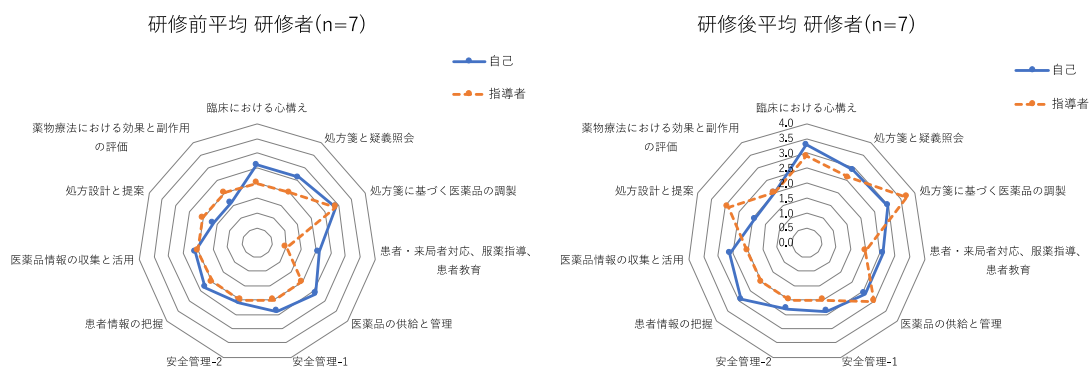 研修前平均 研修者(n=7)
自己
指導者
臨床における心構え
処方箋と疑義照会
処方箋に基づく医薬品の調製
患者・来局者対応、服薬指導、
患者教育
医薬品の供給と管理
安全管理-1
安全管理-2
患者情報の把握
医薬品情報の収集と活用
処方設計と提案
薬物療法における効果と副作用
の評価
研修後平均 研修者(n=7)
自己
指導者
臨床における心構え
4.0
3.5
3.0
2.5
2.0
1.5
1.0
0.5
0.0
処方箋と疑義照会
処方箋に基づく医薬品の調製
患者・来局者対応、服薬指導、
患者教育
医薬品の供給と管理
安全管理-1
安全管理-2
患者情報の把握
医薬品情報の収集と活用
処方設計と提案
薬物療法における効果と副作用
の評価